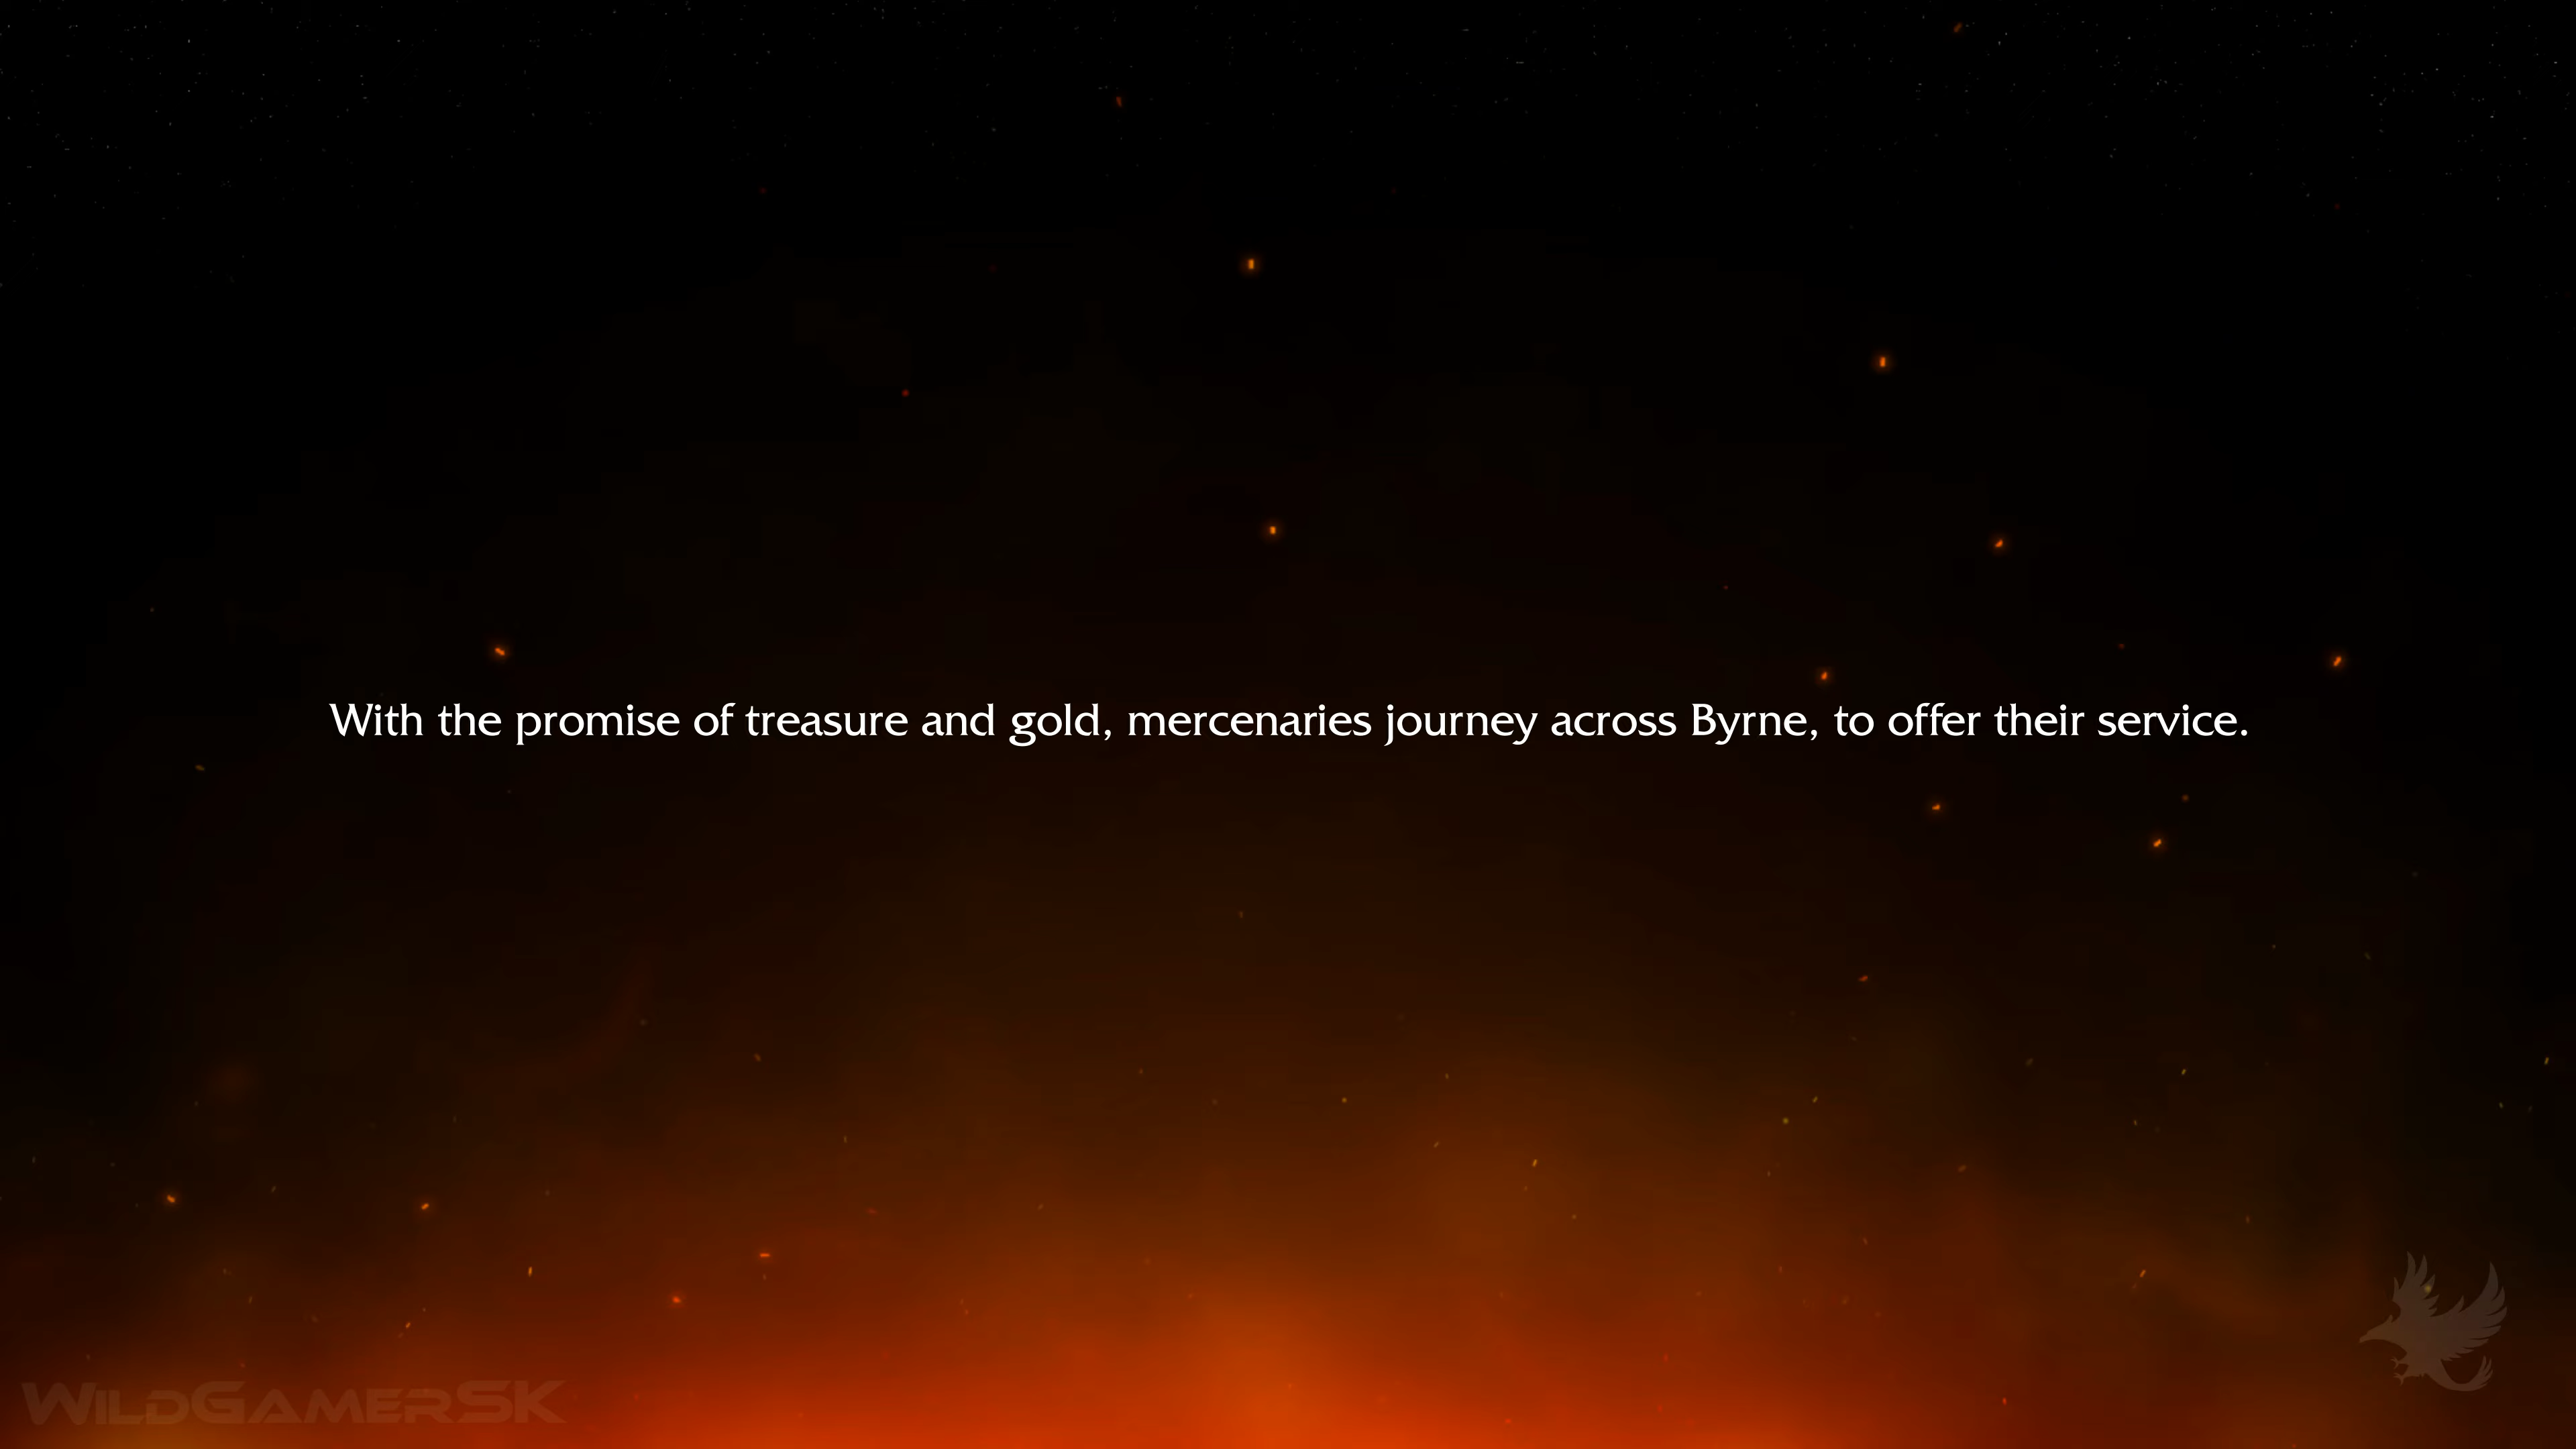 With the promise of treasure and gold, mercenaries journey across Byrne, to offer their service.
WildGamerSK